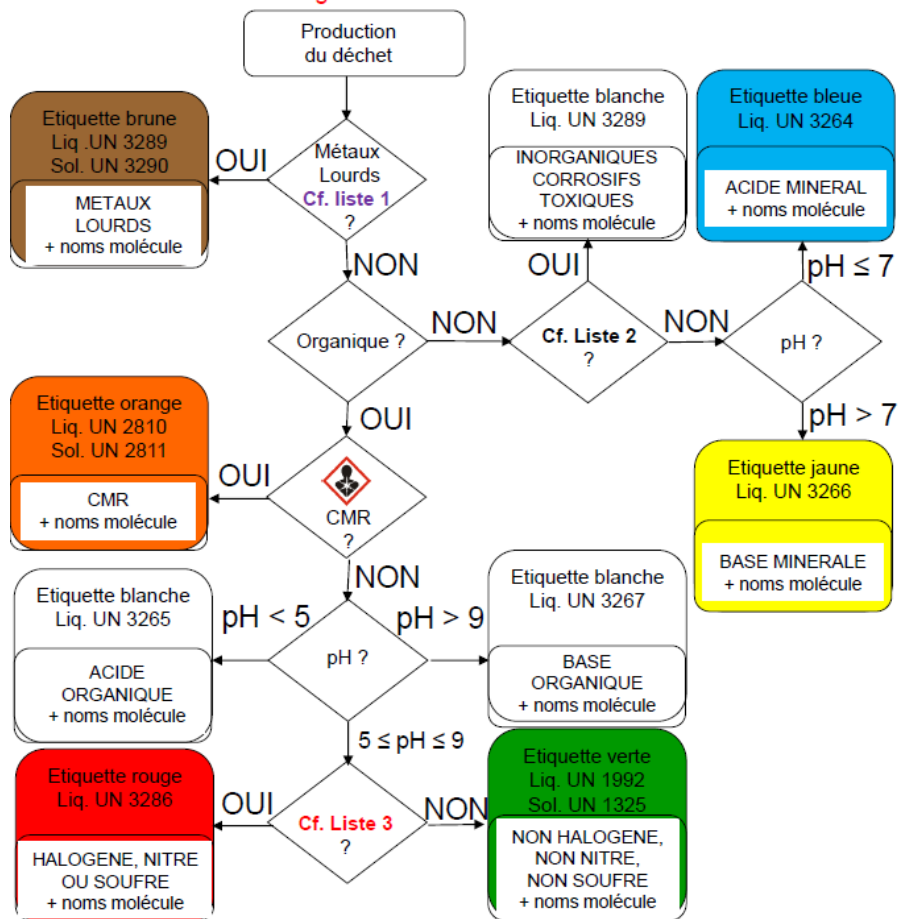 Production
du déchet
Etiquette brune
Liq .UN 3289
Sol. UN 3290
METAUX
LOURDS
+ noms molécule
OUI
Métaux
Lourds
Cf. liste 1
?
NON
Etiquette blanche
Liq. UN 3289
INORGANIQUES
CORROSIFS
TOXIQUES
+ noms molécule
OUI
Etiquette bleue
Liq. UN 3264
ACIDE MINERAL
+ noms molécule
pH ≤ 7
Organique ?
NON
Cf. Liste 2
?
NON
pH ?
OUI
pH > 7
Etiquette orange
Liq. UN 2810
Sol. UN 2811
CMR
+ noms molécule
OUI
CMR
?
NON
Etiquette jaune
Liq. UN 3266
BASE MINERALE
+ noms molécule
Etiquette blanche
Liq. UN 3265
ACIDE
ORGANIQUE
+ noms molécule
pH < 5
pH ?
pH > 9
Etiquette blanche
Liq. UN 3267
BASE
ORGANIQUE
+ noms molécule
5 ≤ pH ≤ 9
Etiquette rouge
Liq. UN 3286
HALOGENE, NITRE
OU SOUFRE
+ noms molécule
OUI
Cf. Liste 3
?
NON
Etiquette verte
Liq. UN 1992
Sol. UN 1325
NON HALOGENE,
NON NITRE,
NON SOUFRE
+ noms molécule